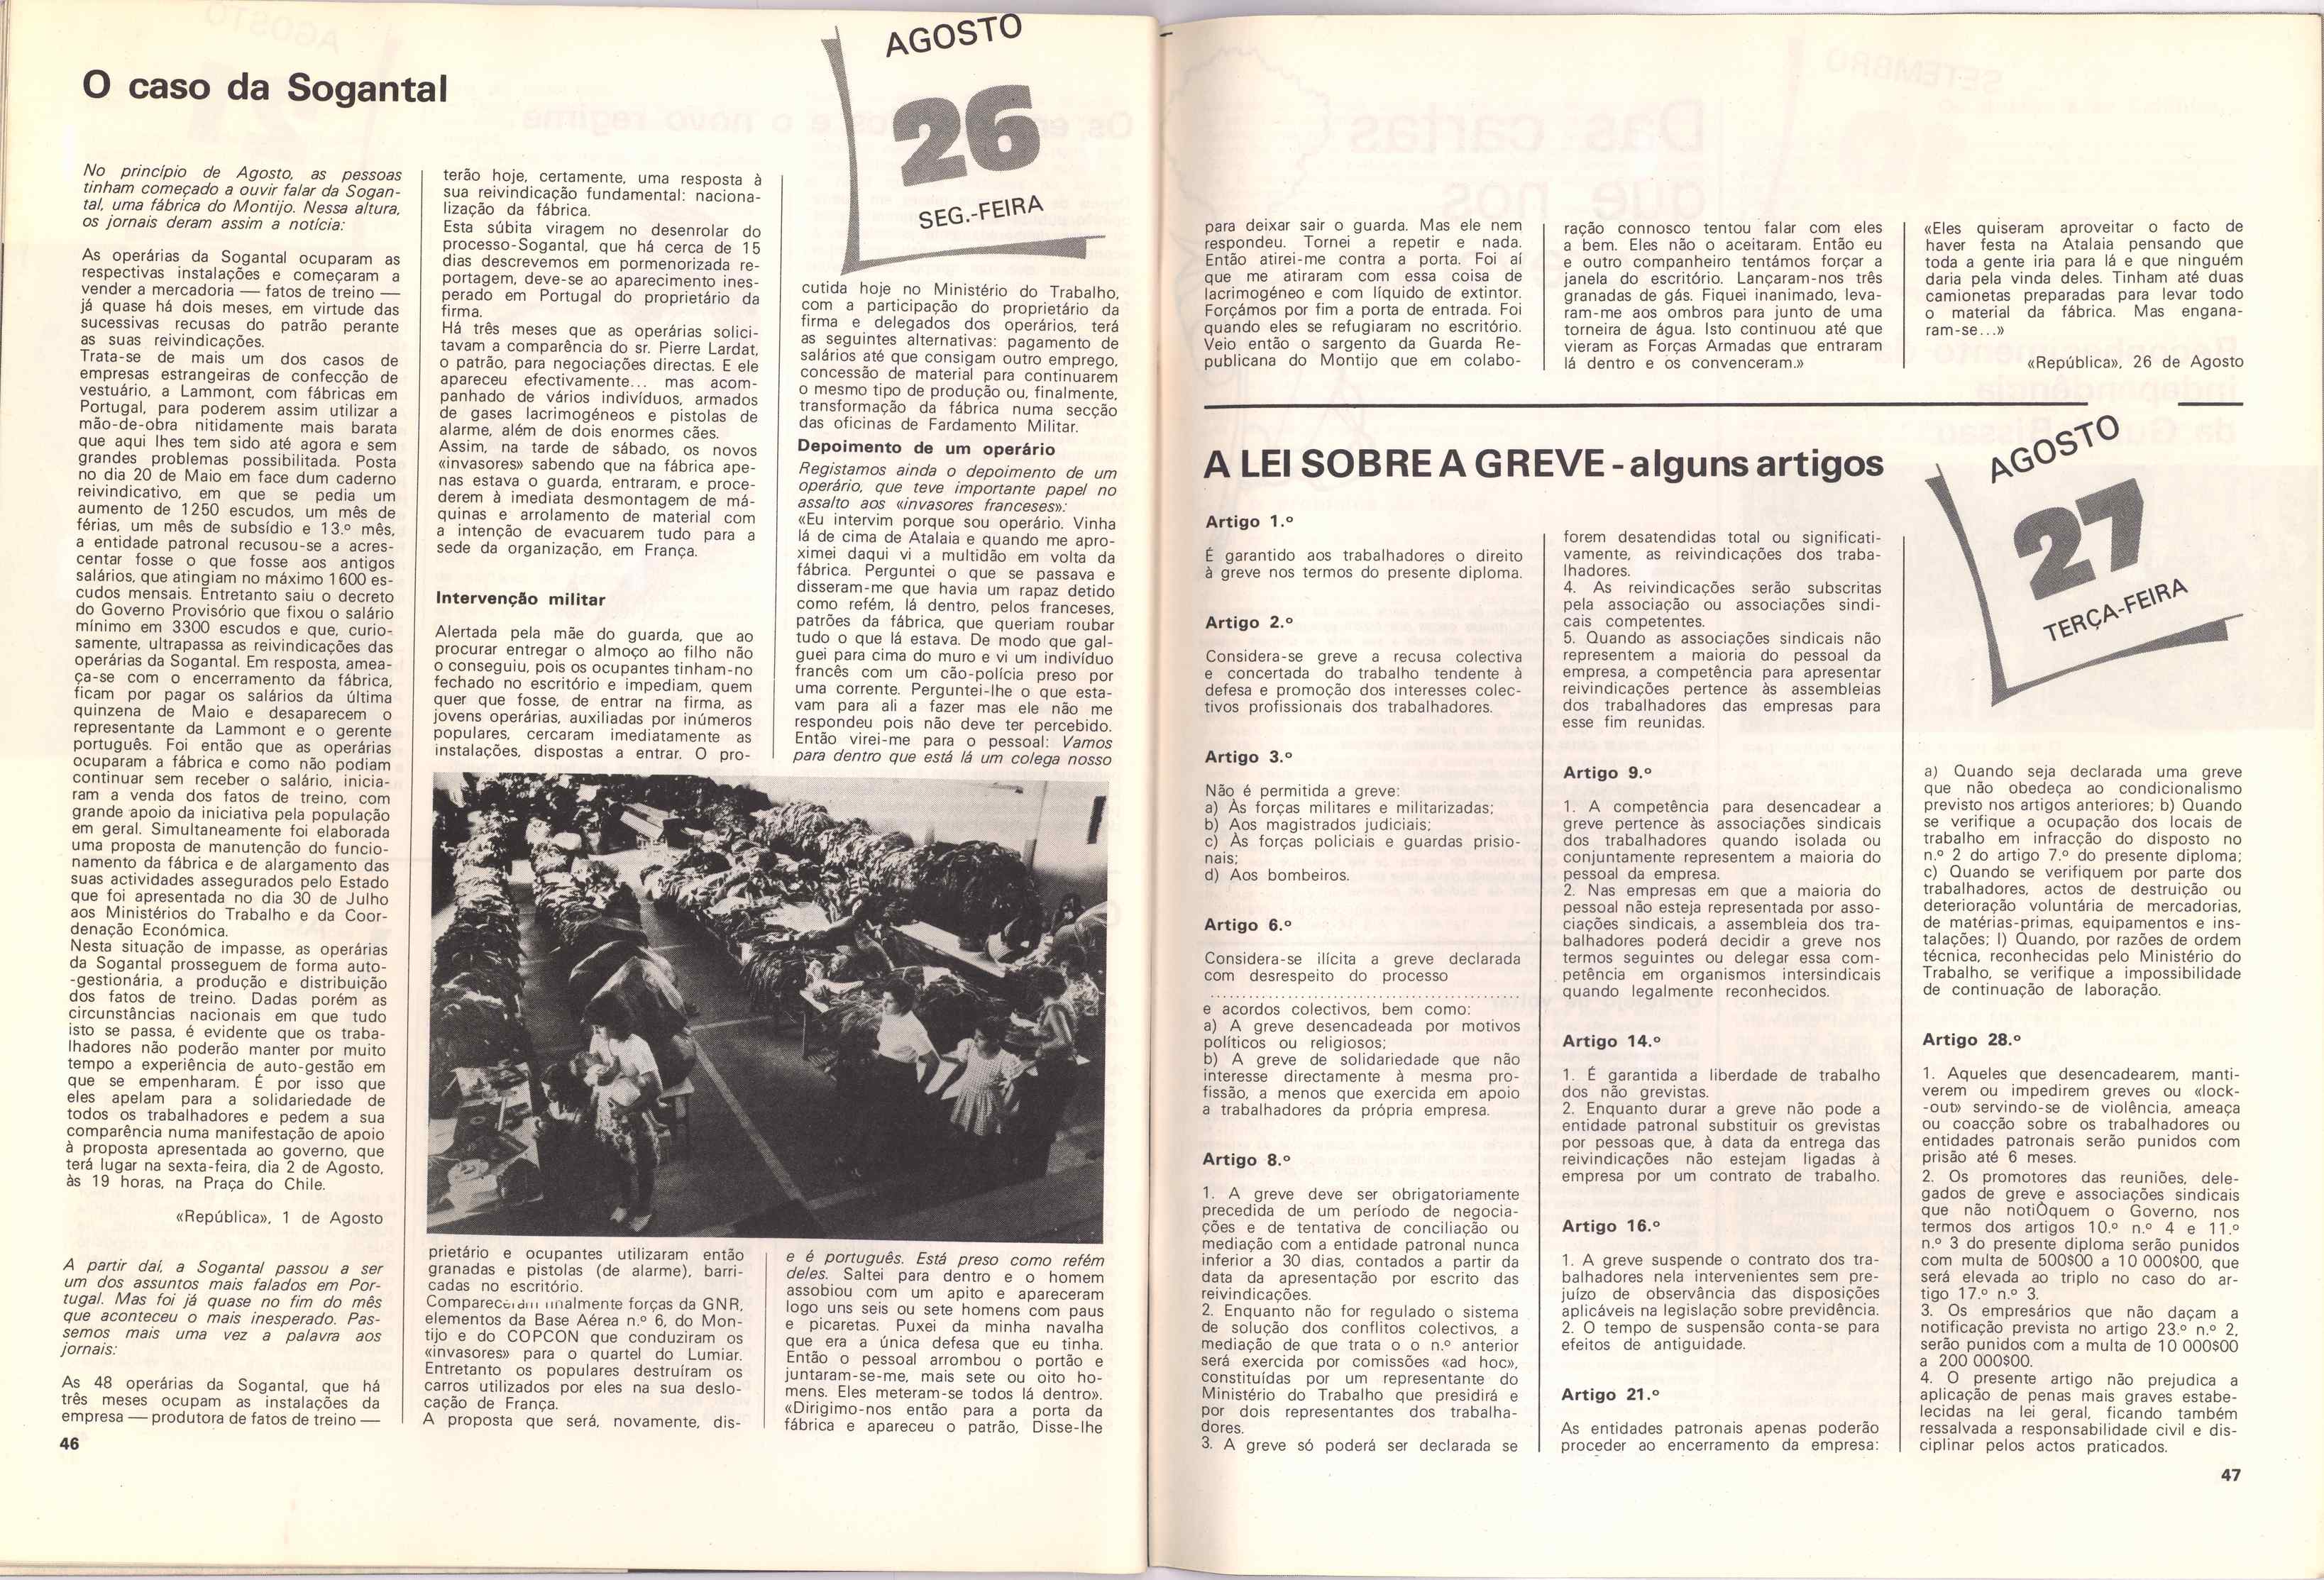 O caso da Sogantal
AGOSTO
26
SEG.-FEIRA
No princípio de Agosto, as pessoas
tinham começado a ouvir falar da Sogan-
tal, uma fábrica do Montijo. Nessa altura,
os jornais deram assim a notícia:
As operárias da Sogantal ocuparam as
respectivas instalações e começaram a
vender a mercadoria — fatos de treino —
já quase há dois meses, em virtude das
sucessivas recusas do patrão perante
as suas reivindicações.
Trata-se de mais um dos casos de
empresas estrangeiras de confecção de
vestuário, a Lammont, com fábricas em
Portugal, para poderem assim utilizar a
mão-de-obra nitidamente mais barata
que aqui lhes tem sido até agora e sem
grandes problemas possibilitada. Posta
no dia 20 de Maio em face dum caderno
reivindicativo, em que se pedia um
aumento de 1250 escudos, um mês de
férias, um mês de subsídio e 13.º mês,
a entidade patronal recusou-se a acres-
centar fosse o que fosse aos antigos
salários, que atingiam no máximo 1600 es-
cudos mensais. Entretanto saiu o decreto
do Governo Provisório que fixou o salário
mínimo em 3300 escudos e que, curio-
samente, ultrapassa as reivindicações das
operárias da Sogantal. Em resposta, amea-
ça-se com o encerramento da fábrica,
ficam por pagar os salários da última
quinzena de Maio e desaparecem o
representante da Lammont e o gerente
português. Foi então que as operárias
ocuparam a fábrica e como não podiam
continuar sem receber o salário, inicia-
ram a venda dos fatos de treino, com
grande apoio da iniciativa pela população
em geral. Simultaneamente foi elaborada
uma proposta de manutenção do funcio-
namento da fábrica e de alargamento das
suas actividades assegurados pelo Estado
que foi apresentada no dia 30 de Julho
aos Ministérios do Trabalho e da Coor-
denação Económica.
Nesta situação de impasse, as operárias
da Sogantal prosseguem de forma auto-
-gestionária, a produção e distribuição
dos fatos de treino. Dadas porém as
circunstâncias nacionais em que tudo
isto se passa, é evidente que os traba-
lhadores não poderão manter por muito
tempo a experiência de auto-gestão em
que se empenharam. É por isso que
eles apelam para a solidariedade de
todos os trabalhadores e pedem a sua
comparência numa manifestação de apoio
à proposta apresentada ao governo, que
terá lugar na sexta-feira, dia 2 de Agosto,
às 19 horas, na Praça do Chile.
«República», 1 de Agosto
A partir daí, a Sogantal passou a ser
um dos assuntos mais falados em Por-
tugal. Mas foi já quase no fim do mês
que aconteceu o mais inesperado. Pas-
semos mais uma vez a palavra aos
jornais:
As 48 operárias da Sogantal, que há
três meses ocupam as instalações da
empresa — produtora de fatos de treino —
46
terão hoje, certamente, uma resposta à
sua reivindicação fundamental: naciona-
lização da fábrica.
Esta súbita viragem no desenrolar do
processo-Sogantal, que há cerca de 15
dias descrevemos em pormenorizada re-
portagem, deve-se ao aparecimento ines-
perado em Portugal do proprietário da
firma.
Há três meses que as operárias solici-
tavam a comparência do sr. Pierre Lardat,
o patrão, para negociações directas. E ele
apareceu efectivamente... mas acom-
panhado de vários indivíduos, armados
de gases lacrimogéneos e pistolas de
alarme, além de dois enormes cães.
Assim, na tarde de sábado, os novos
«invasores» sabendo que na fábrica ape-
nas estava o guarda, entraram, e proce-
derem à imediata desmontagem de má-
quinas e arrolamento de material com
a intenção de evacuarem tudo para a
sede da organização, em França.
Intervenção militar
Alertada pela mãe do guarda, que ao
procurar entregar o almoço ao filho não
o conseguiu, pois os ocupantes tinham-no
fechado no escritório e impediam, quem
quer que fosse, de entrar na firma, as
jovens operárias, auxiliadas por inúmeros
populares, cercaram imediatamente as
instalações, dispostas a entrar. O pro-
prietário e ocupantes utilizaram então
granadas e pistolas (de alarme), barri-
cadas no escritório.
finalmente forças da GNR,
elementos da Base Aérea n.º 6, do Mon-
tijo e do COPCON que conduziram os
«invasores» para o quartel do Lumiar.
Entretanto os populares destruíram os
carros utilizados por eles na sua deslo-
cação de França.
A proposta que será, novamente, dis-
cutida hoje no Ministério do Trabalho,
com a participação do proprietário da
firma e delegados dos operários, terá
as seguintes alternativas: pagamento de
salários até que consigam outro emprego,
concessão de material para continuarem
o mesmo tipo de produção ou, finalmente,
transformação da fábrica numa secção
das oficinas de Fardamento Militar.
Depoimento de um operário
Registamos ainda o depoimento de um
operário, que teve importante papel no
assalto aos «invasores franceses»:
«Eu intervim porque sou operário. Vinha
lá de cima de Atalaia e quando me apro-
ximei daqui vi a multidão em volta da
fábrica. Perguntei o que se passava e
disseram-me que havia um rapaz detido
como refém, lá dentro, pelos franceses,
patrões da fábrica, que queriam roubar
tudo o que lá estava. De modo que gal-
guei para cima do muro e vi um indivíduo
francês com um cão-polícia preso por
uma corrente. Perguntei-lhe o que esta-
vam para ali a fazer mas ele não me
respondeu pois não deve ter percebido.
Então virei-me para o pessoal: Vamos
para dentro que está lá um colega nosso
e é português. Está preso como refém
deles. Saltei para dentro e o homem
assobiou com um apito e apareceram
logo uns seis ou sete homens com paus
e picaretas. Puxei da minha navalha
que era a única defesa que eu tinha.
Então o pessoal arrombou o portão e
juntaram-se-me, mais sete ou oito ho-
mens. Eles meteram-se todos lá dentro».
«Dirigimo-nos então para a porta da
fábrica e apareceu o patrão, Disse-lhe
para deixar sair o guarda. Mas ele nem
respondeu. Tornei a repetir e nada.
Então atirei-me contra a porta. Foi aí
que me atiraram com essa coisa de
lacrimogéneo e com líquido de extintor.
Forçámos por fim a porta de entrada. Foi
quando eles se refugiaram no escritório.
Veio então o sargento da Guarda Re-
publicana do Montijo que em colabo-
ração connosco tentou falar com eles
a bem. Eles não o aceitaram. Então eu
e outro companheiro tentámos forçar a
janela do escritório. Lançaram-nos três
granadas de gás. Fiquei inanimado, leva-
ram-me aos ombros para junto de uma
torneira de água. Isto continuou até que
vieram as Forças Armadas que entraram
lá dentro e os convenceram.»
«Eles quiseram aproveitar o facto de
haver festa na Atalaia pensando que
toda a gente iria para lá e que ninguém
daria pela vinda deles. Tinham até duas
camionetas preparadas para levar todo
o material da fábrica. Mas engana-
ram-se...»
«República», 26 de Agosto
A LEI SOBRE A GREVE - alguns artigos
AGOSTO
27
TERÇA-FEIRA
Artigo 1.º
É garantido aos trabalhadores o direito
à greve nos termos do presente diploma.
Artigo 2.º
Considera-se greve a recusa colectiva
e concertada do trabalho tendente à
defesa e promoção dos interesses colec-
tivos profissionais dos trabalhadores.
Artigo 3.º
Não é permitida a greve:
a) Às forças militares e militarizadas;
b) Aos magistrados judiciais;
c) Às forças policiais e guardas prisio-
nais;
d) Aos bombeiros.
Artigo 6.º
Considera-se ilícita a greve declarada
com desrespeito do processo
........................................
e acordos colectivos, bem como:
a) A greve desencadeada por motivos
políticos ou religiosos;
b) A greve de solidariedade que não
interesse directamente à mesma pro-
fissão, a menos que exercida em apoio
a trabalhadores da própria empresa.
Artigo 8.º
1. A greve deve ser obrigatoriamente
precedida de um período de negocia-
ções e de tentativa de conciliação ou
mediação com a entidade patronal nunca
inferior a 30 dias, contados a partir da
data da apresentação por escrito das
reivindicações.
2. Enquanto não for regulado o sistema
de solução dos conflitos colectivos, a
mediação de que trata o o n.º anterior
será exercida por comissões «ad hoc»,
constituídas por um representante do
Ministério do Trabalho que presidirá e
por dois representantes dos trabalha-
dores.
3. A greve só poderá ser declarada se
forem desatendidas total ou significati-
vamente, as reivindicações dos traba-
lhadores.
4. As reivindicações serão subscritas
pela associação ou associações sindi-
cais competentes.
5. Quando as associações sindicais não
representem a maioria do pessoal da
empresa, a competência para apresentar
reivindicações pertence às assembleias
dos trabalhadores das empresas para
esse fim reunidas.
Artigo 9.º
1. A competência para desencadear a
greve pertence às associações sindicais
dos trabalhadores quando isolada ou
conjuntamente representem a maioria do
pessoal da empresa.
2. Nas empresas em que a maioria do
pessoal não esteja representada por asso-
ciações sindicais, a assembleia dos tra-
balhadores poderá decidir a greve nos
termos seguintes ou delegar essa com-
petência em organismos intersindicais
quando legalmente reconhecidos.
Artigo 14.º
1. É garantida a liberdade de trabalho
dos não grevistas.
2. Enquanto durar a greve não pode a
entidade patronal substituir os grevistas
por pessoas que, à data da entrega das
reivindicações não estejam ligadas à
empresa por um contrato de trabalho.
Artigo 16.º
1. A greve suspende o contrato dos tra-
balhadores nela intervenientes sem pre-
juízo de observância das disposições
aplicáveis na legislação sobre previdência.
2. O tempo de suspensão conta-se para
efeitos de antiguidade.
Artigo 21.º
As entidades patronais apenas poderão
proceder ao encerramento da empresa:
a) Quando seja declarada uma greve
que não obedeça ao condicionalismo
previsto nos artigos anteriores; b) Quando
se verifique a ocupação dos locais de
trabalho em infracção do disposto no
n.º 2 do artigo 7.º do presente diploma;
c) Quando se verifiquem por parte dos
trabalhadores, actos de destruição ou
deterioração voluntária de mercadorias,
de matérias-primas, equipamentos e ins-
talações; l) Quando, por razões de ordem
técnica, reconhecidas pelo Ministério do
Trabalho, se verifique a impossibilidade
de continuação de laboração.
Artigo 28.º
1. Aqueles que desencadearem, manti-
verem ou impedirem greves ou «lock-
-out» servindo-se de violência, ameaça
ou coacção sobre os trabalhadores ou
entidades patronais serão punidos com
prisão até 6 meses.
2. Os promotores das reuniões, dele-
gados de greve e associações sindicais
que não notiÒquem o Governo, nos
termos dos artigos 10.º n.º 4 e 11.º
n.º 3 do presente diploma serão punidos
com multa de 500$00 a 10 000$00, que
será elevada ao triplo no caso do ar-
tigo 17.º n.º 3.
3. Os empresários que não daçam a
notificação prevista no artigo 23.º n.º 2,
serão punidos com a multa de 10 000$00
a 200 000$00.
4. O presente artigo não prejudica a
aplicação de penas mais graves estabe-
lecidas na lei geral, ficando também
ressalvada a responsabilidade civil e dis-
ciplinar pelos actos praticados.
47